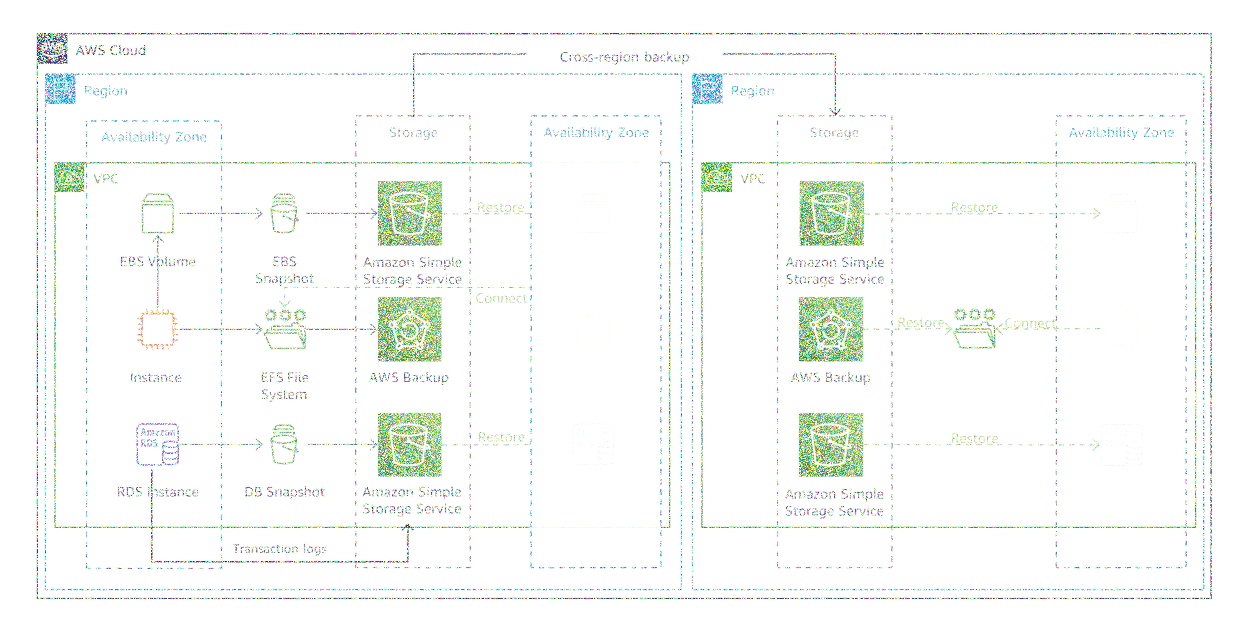 AWS Cloud
Cross-region backup
Region
Region
Availability Zone
Storage
Availability Zone
Storage
Availability Zone
VPC
VPC
Restore
Restore
EBS Volume
EBS
Snapshot
Amazon Simple
Storage Service
Amazon Simple
Storage Service
Connect
Restore
Connect
Instance
EFS File
System
AWS Backup
AWS Backup
Amazon
RDS
Restore
Restore
RDS Instance
DB Snapshot
Amazon Simple
Storage Service
Amazon Simple
Storage Service
Transaction logs